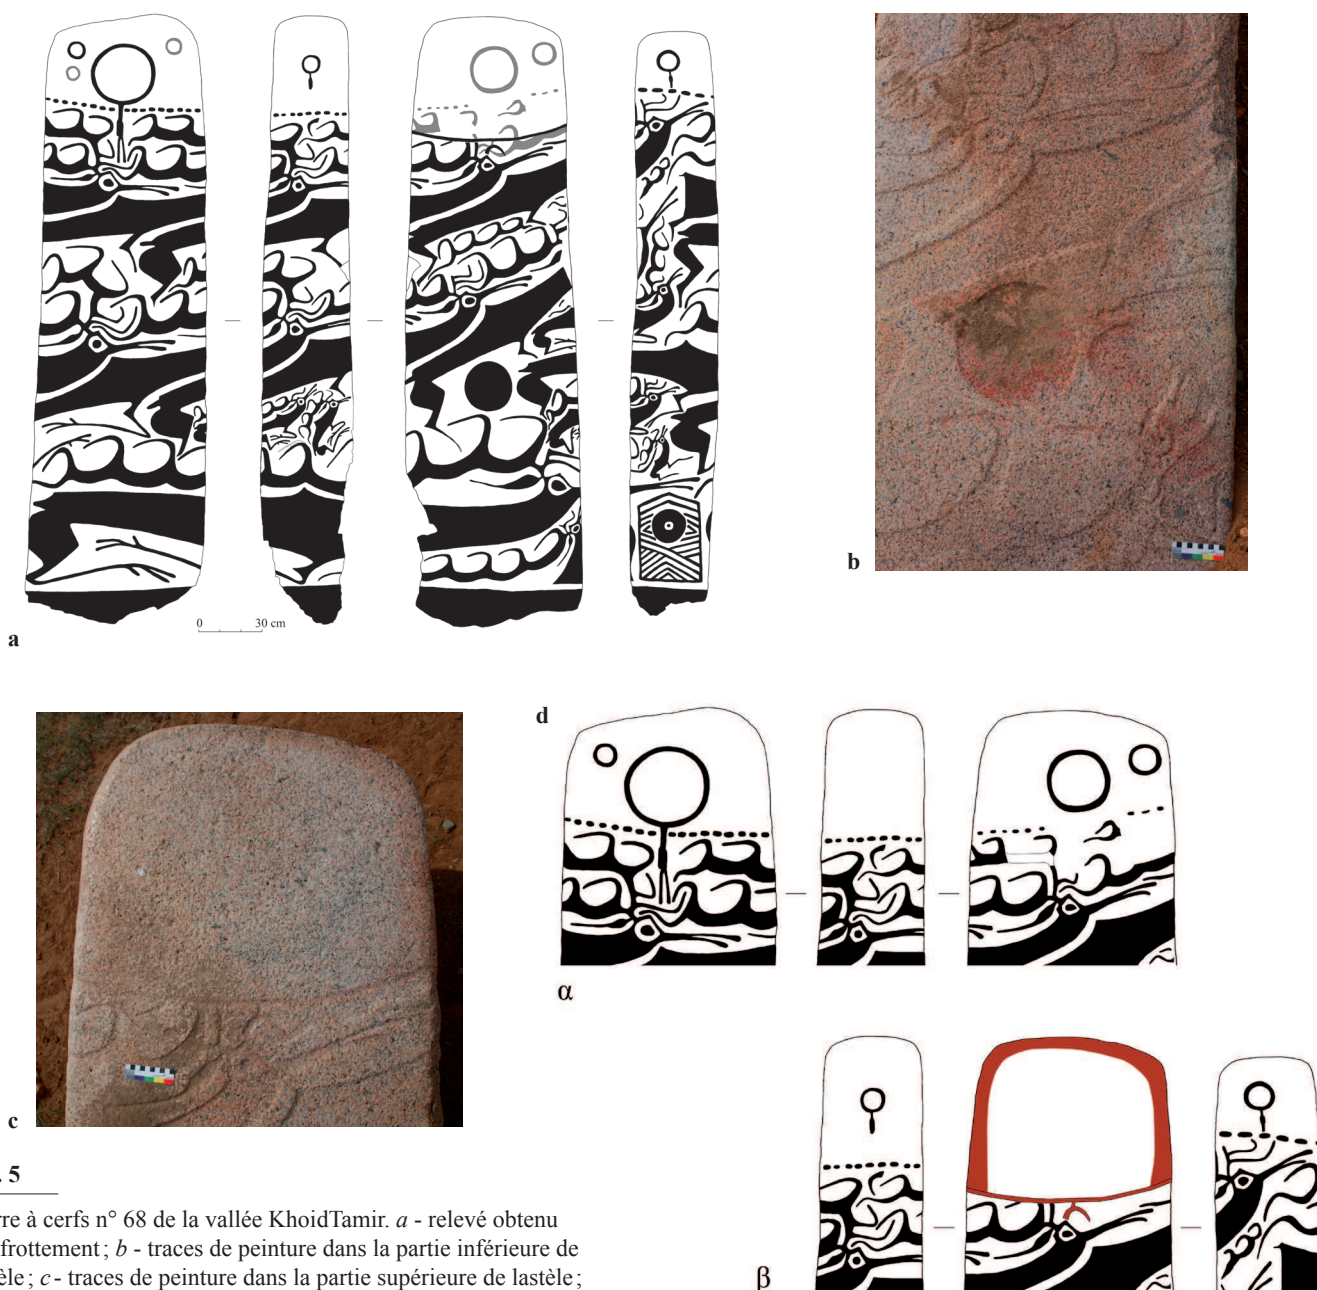 a
0 30 cm
b
c
d
α
β
. 5
rre à cerfs n° 68 de la vallée KhoidTamir. a - relevé obtenu
frottement ; b - traces de peinture dans la partie inférieure de
èle ; c - traces de peinture dans la partie supérieure de lastèle ;